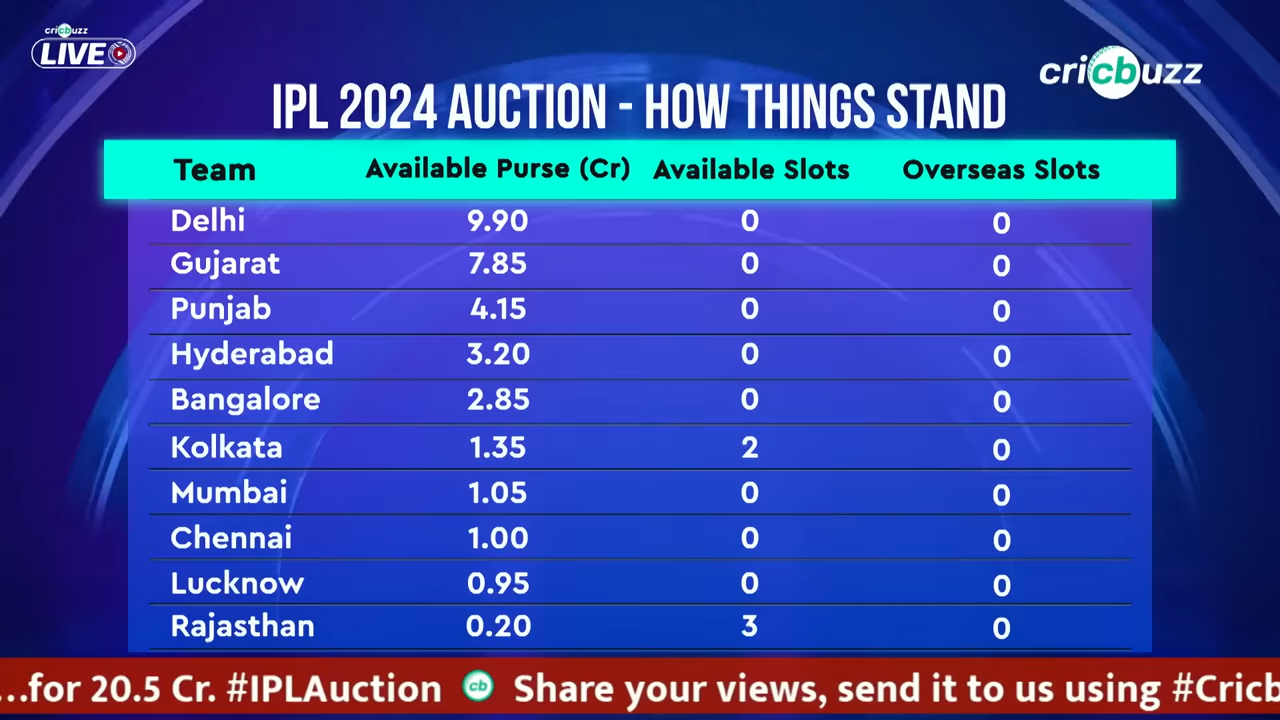 cricbuzz
LIVE
cricbuzz
IPL 2024 AUCTION - HOW THINGS STAND
Team Available Purse (Cr) Available Slots Overseas Slots
Delhi 9.90 0 0
Gujarat 7.85 0 0
Punjab 4.15 0 0
Hyderabad 3.20 0 0
Bangalore 2.85 0 0
Kolkata 1.35 2 0
Mumbai 1.05 0 0
Chennai 1.00 0 0
Lucknow 0.95 0 0
Rajasthan 0.20 3 0
...for 20.5 Cr. #IPLAuction cb Share your views, send it to us using #Cricb